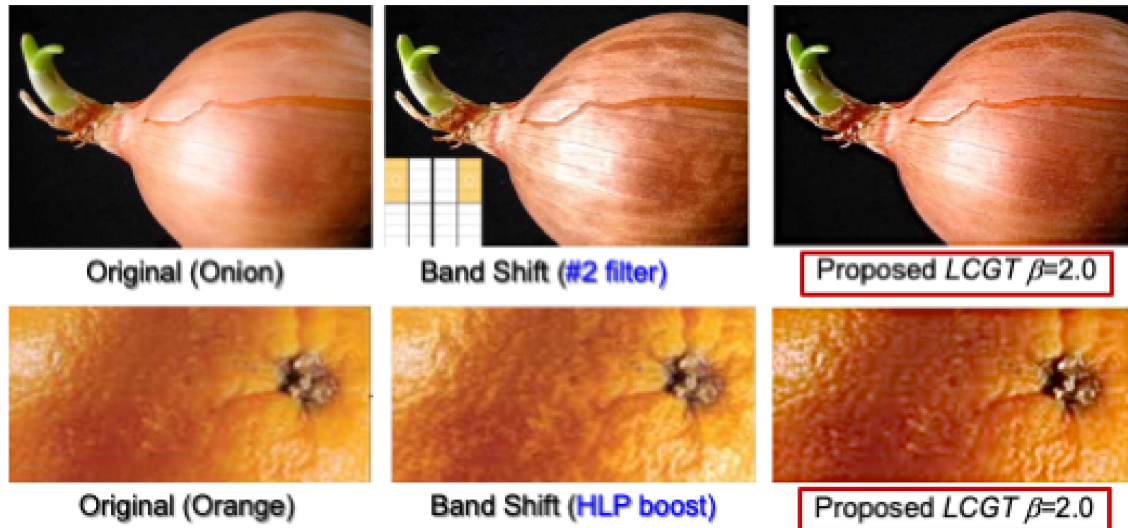 Original (Onion)
Band Shift (#2 filter)
Proposed LCGT β=2.0
Original (Orange)
Band Shift (HLP boost)
Proposed LCGT β=2.0